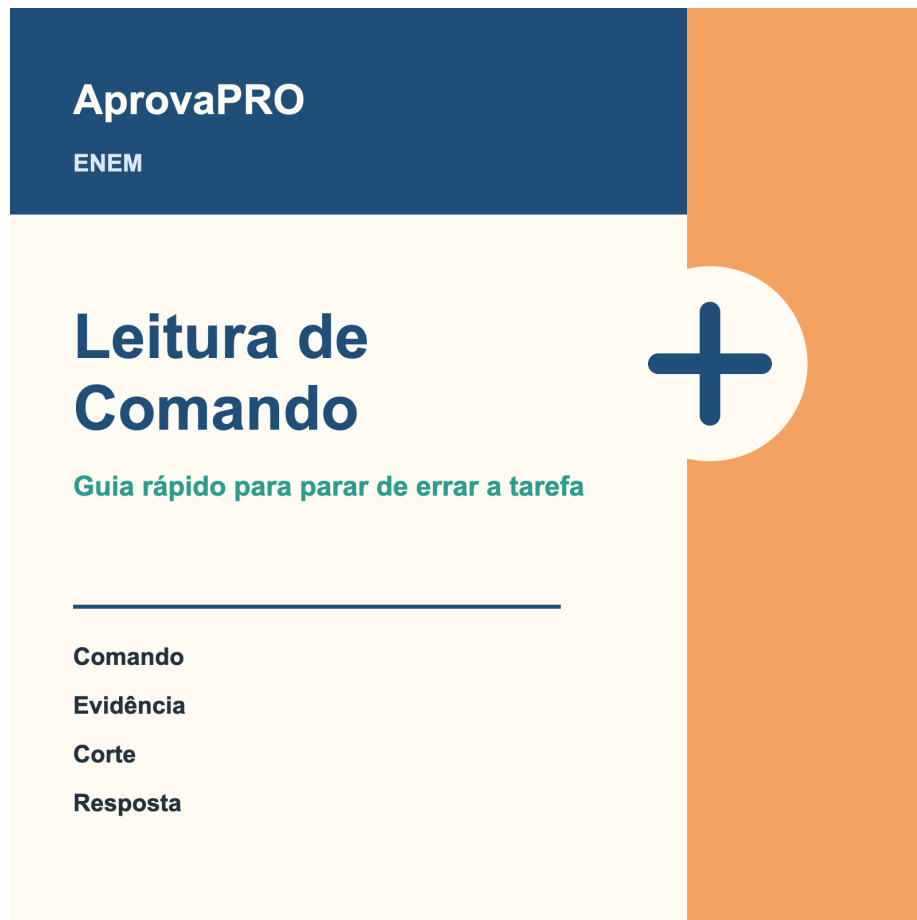 AprovaPRO
ENEM
Leitura de
Comando
Guia rápido para parar de errar a tarefa
Comando
Evidência
Corte
Resposta